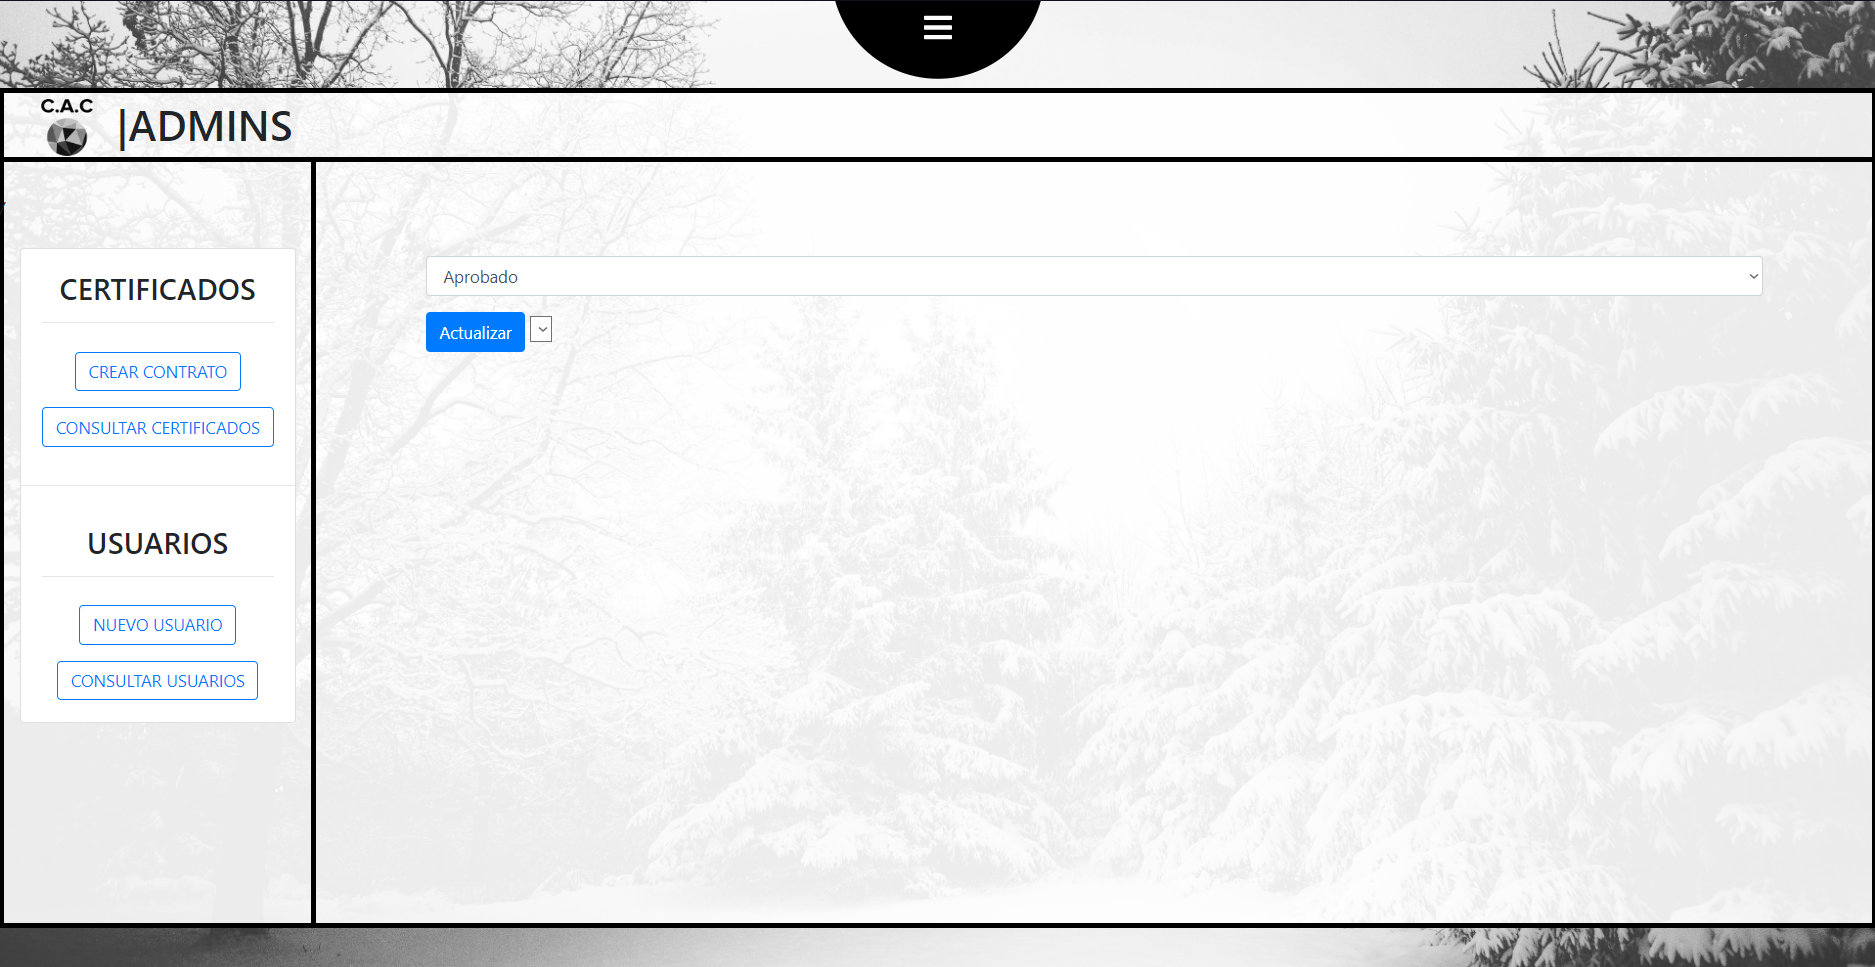 C.A.C
|ADMINS
CERTIFICADOS
CREAR CONTRATO
CONSULTAR CERTIFICADOS
USUARIOS
NUEVO USUARIO
CONSULTAR USUARIOS
Aprobado
Actualizar